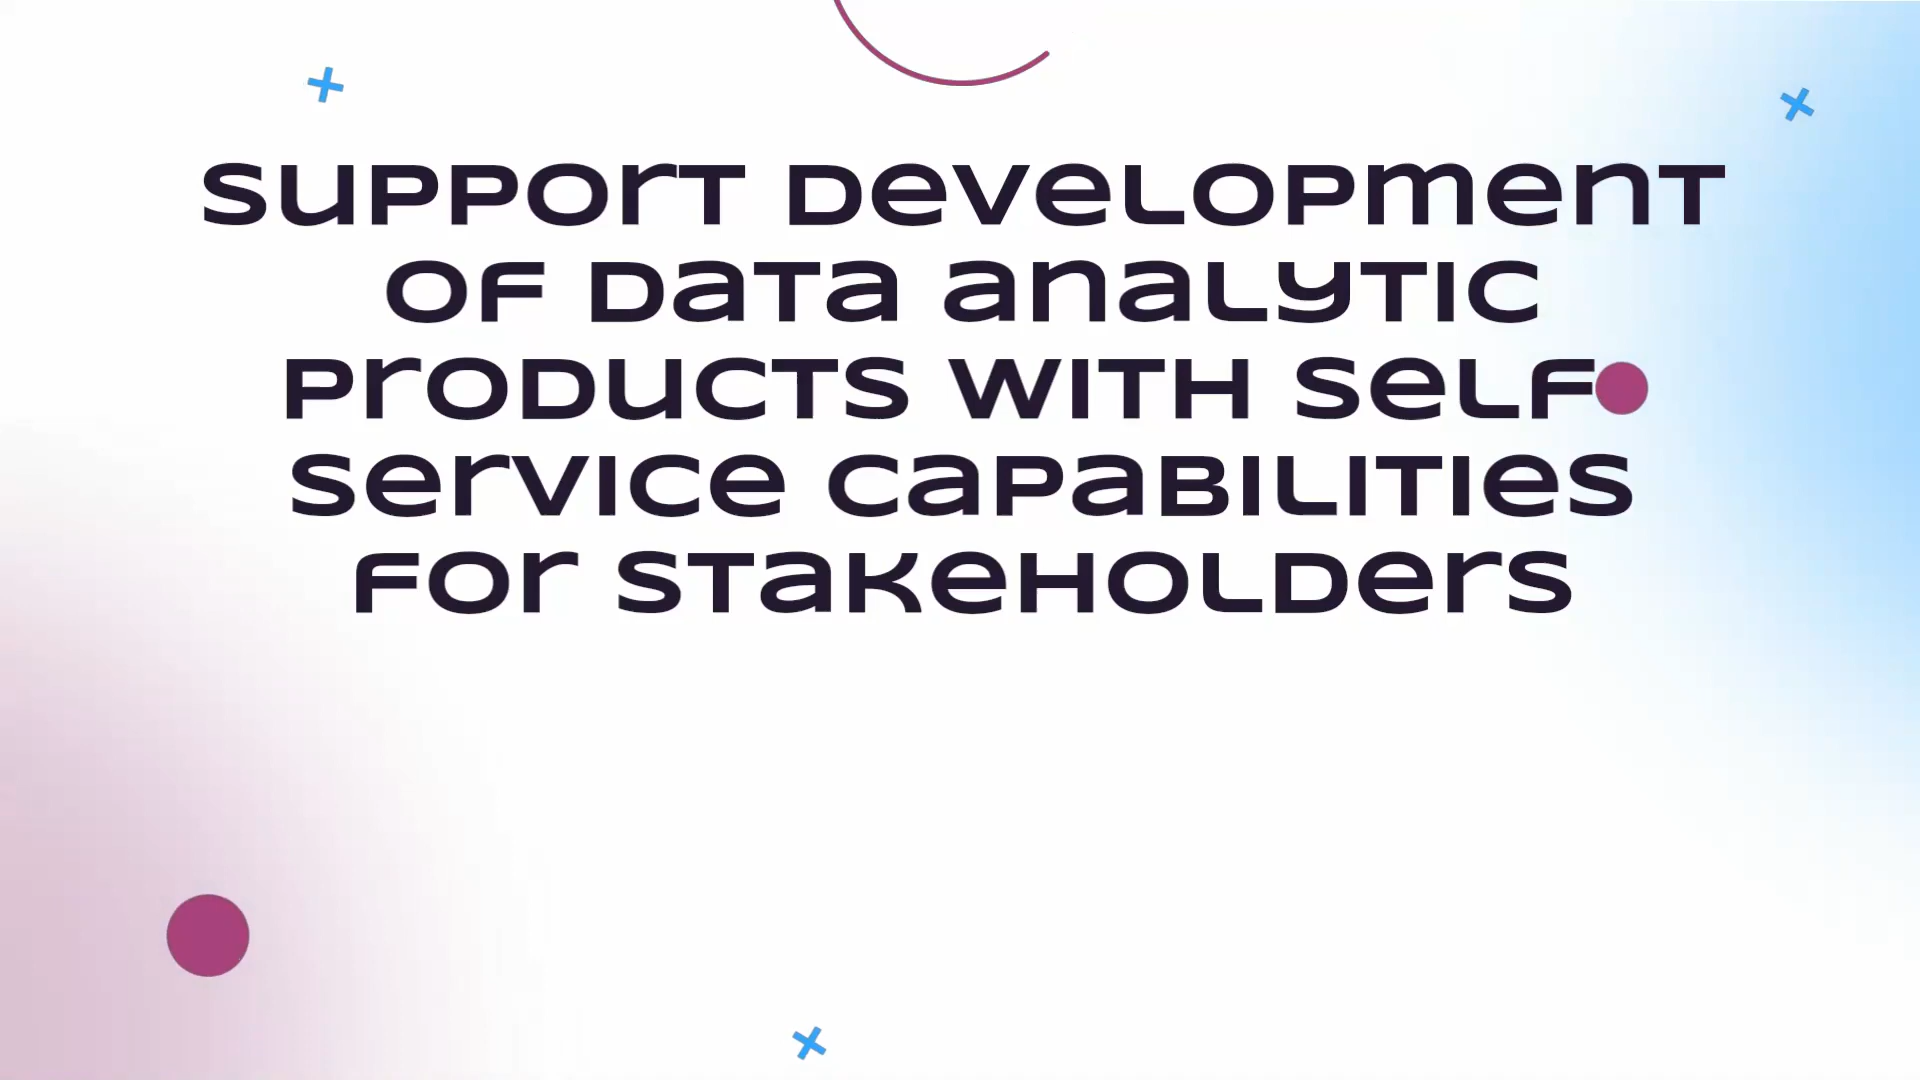 Support Development
of Data Analytic
Products with Self
Service Capabilities
for Stakeholders